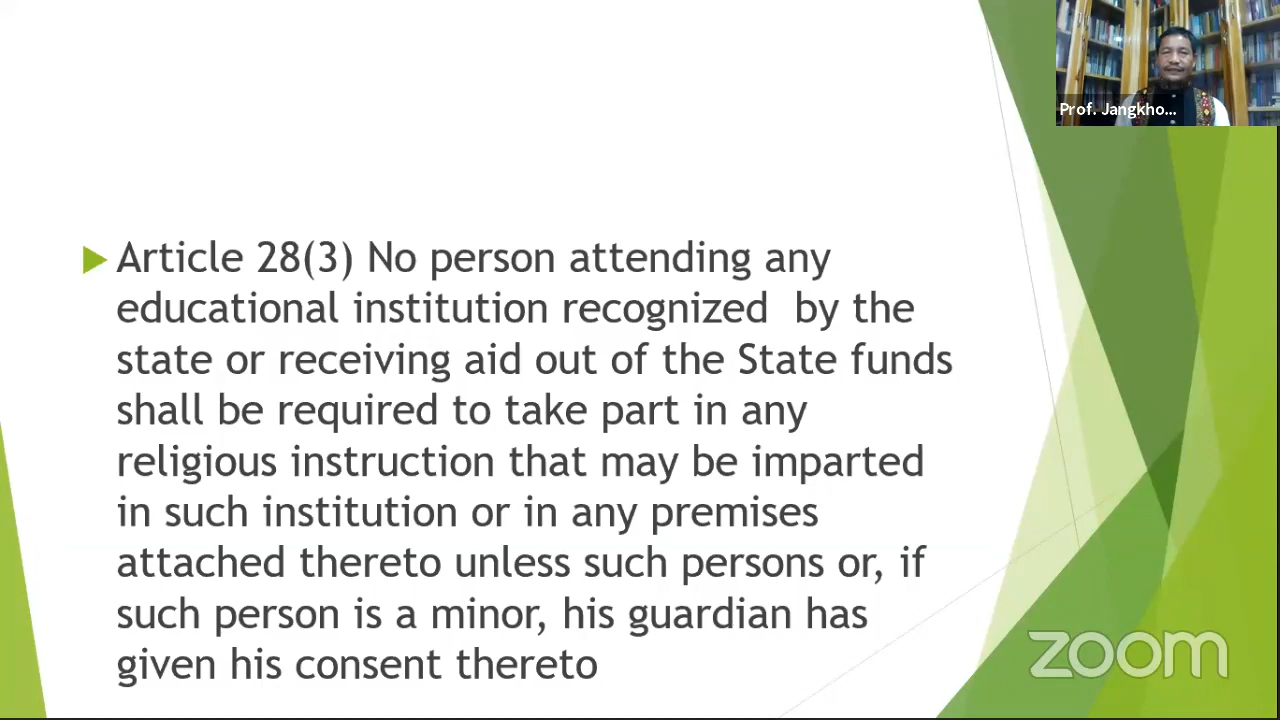 Prof. Jangkho...
Article 28(3) No person attending any
educational institution recognized  by the
state or receiving aid out of the State funds
shall be required to take part in any
religious instruction that may be imparted
in such institution or in any premises
attached thereto unless such persons or, if
such person is a minor, his guardian has
given his consent thereto
zoom